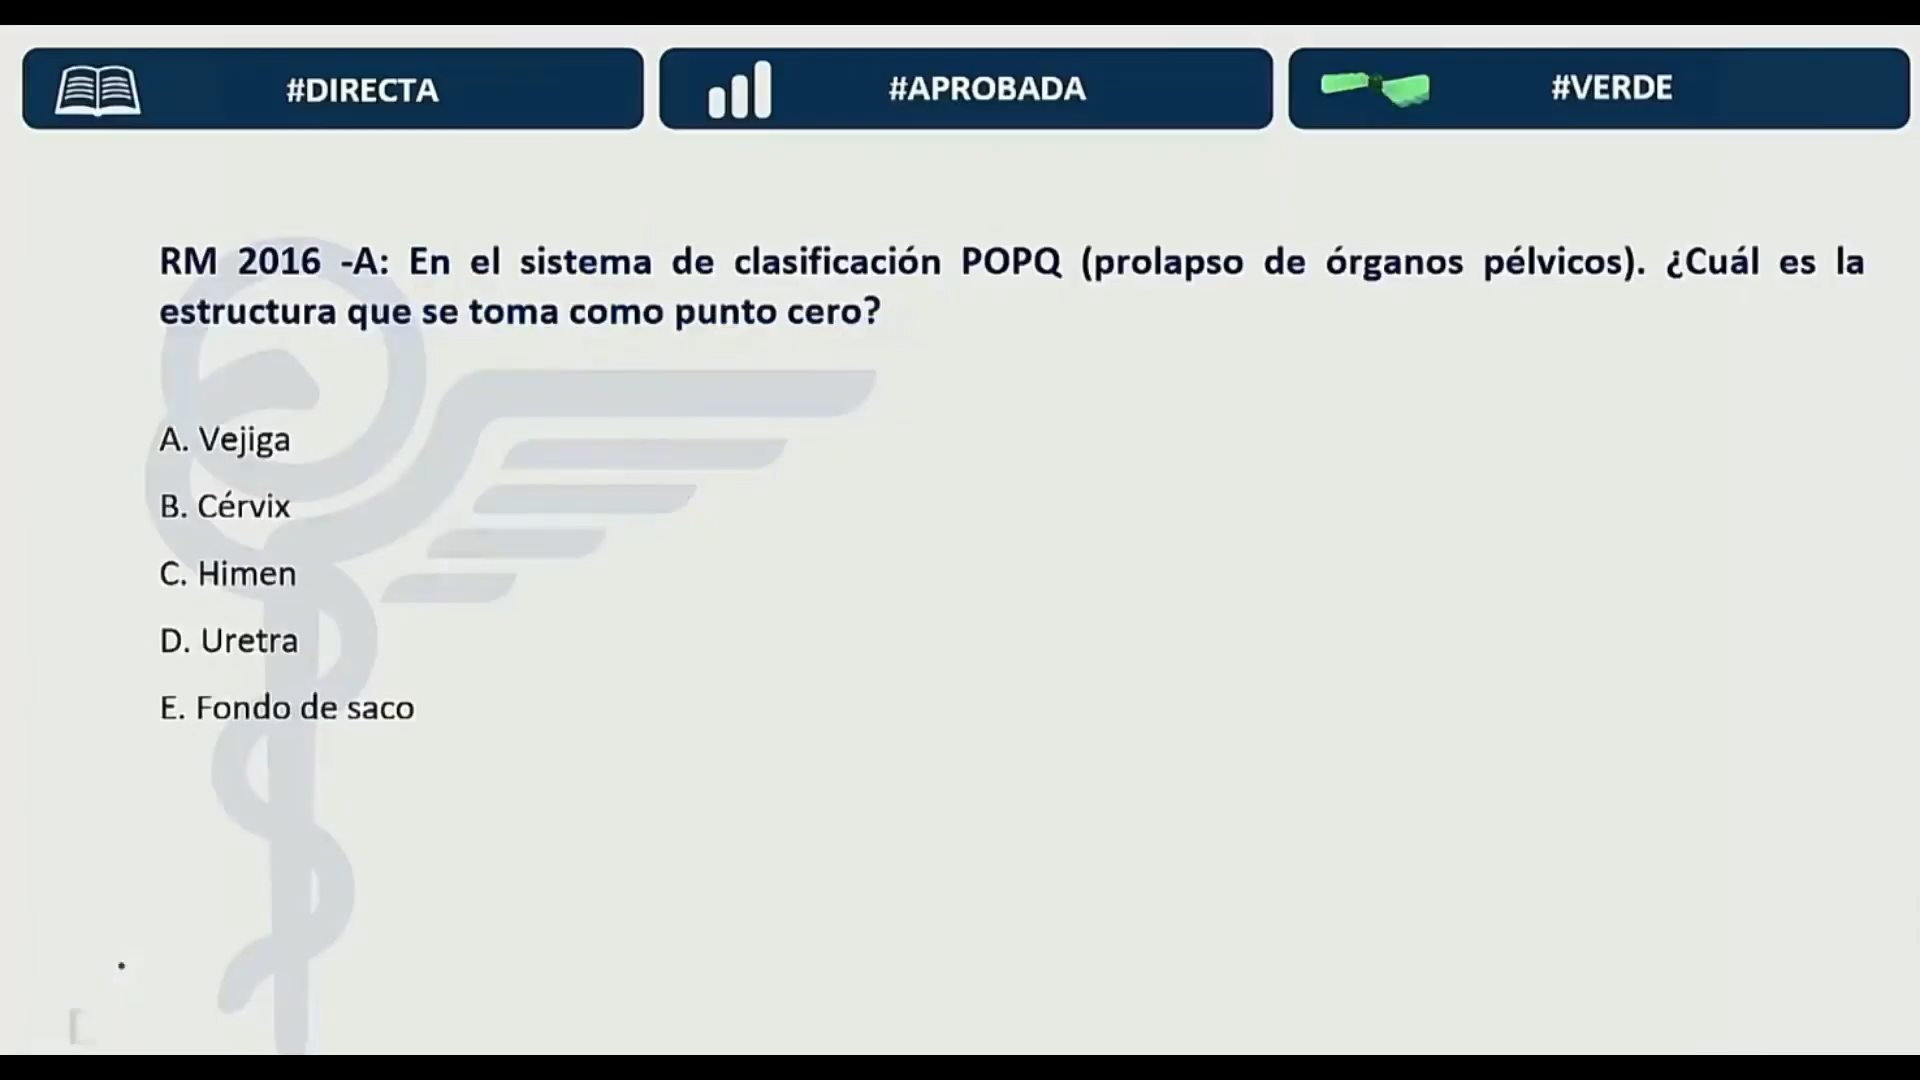 #DIRECTA
#APROBADA
#VERDE
RM 2016 -A: En el sistema de clasificación POPQ (prolapso de órganos pélvicos). ¿Cuál es la
estructura que se toma como punto cero?
A. Vejiga
B. Cérvix
C. Himen
D. Uretra
E. Fondo de saco